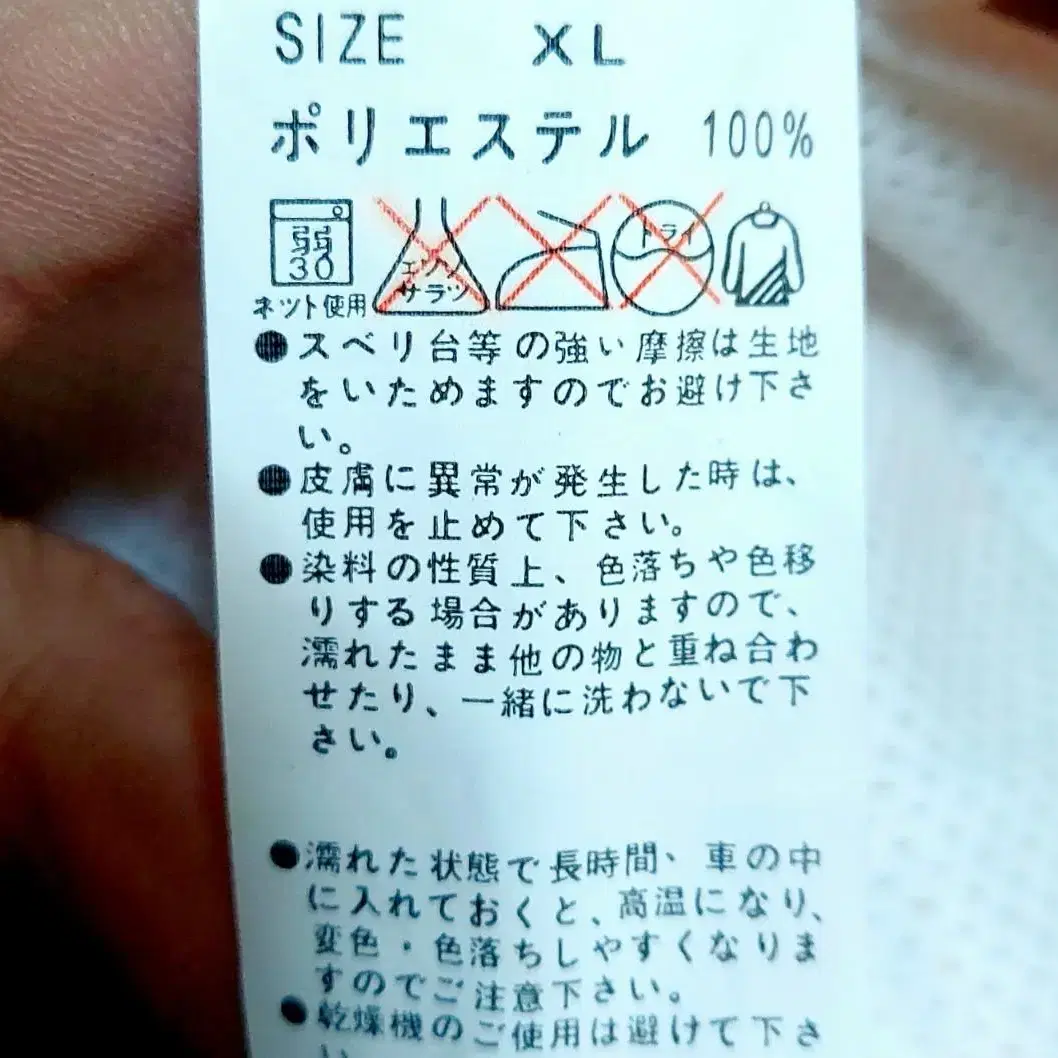 SIZE XL
ポリエステル 100%
弱
30
エンソ
サラシ
ドライ
ネット使用
●スベリ台等の強い摩擦は生地
をいためますのでお避け下さ
い。
●皮膚に異常が発生した時は、
使用を止めて下さい。
●染料の性質上、色落ちや色移
りする場合がありますので、
濡れたまま他の物と重ね合わ
せたり、一緒に洗わないで下
さい。
●濡れた状態で長時間、車の中
に入れておくと、高温になり、
変色・色落ちしやすくなりま
すのでご注意下さい。
●乾燥機のご使用は避けて下さ
い